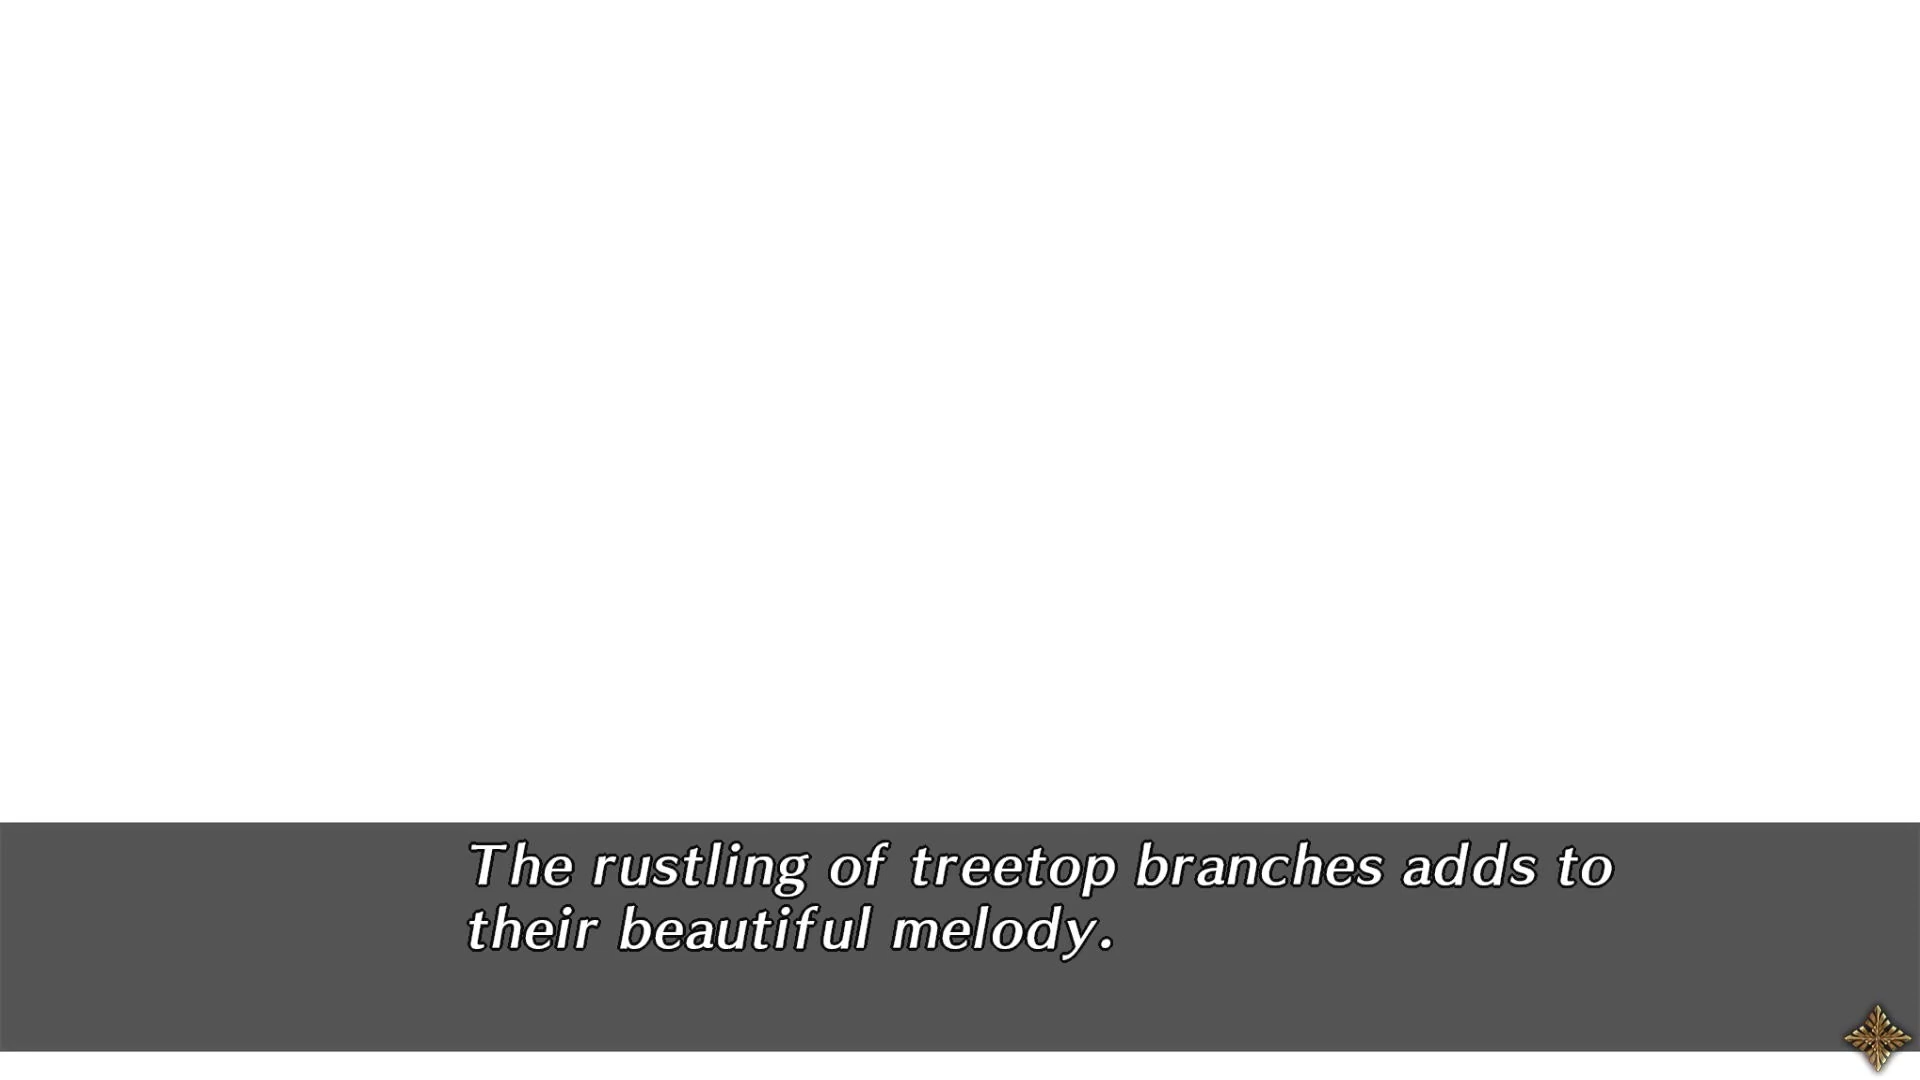 The rustling of treetop branches adds to
their beautiful melody.